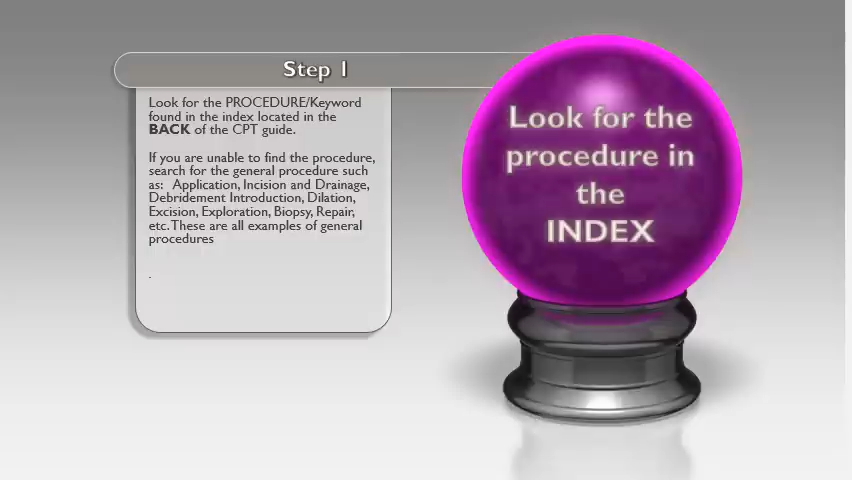 Step 1
Look for the PROCEDURE/Keyword
found in the index located in the
BACK of the CPT guide.
If you are unable to find the procedure,
search for the general procedure such
as: Application, Incision and Drainage,
Debridement Introduction, Dilation,
Excision, Exploration, Biopsy, Repair,
etc. These are all examples of general
procedures
.
Look for the
procedure in
the
INDEX